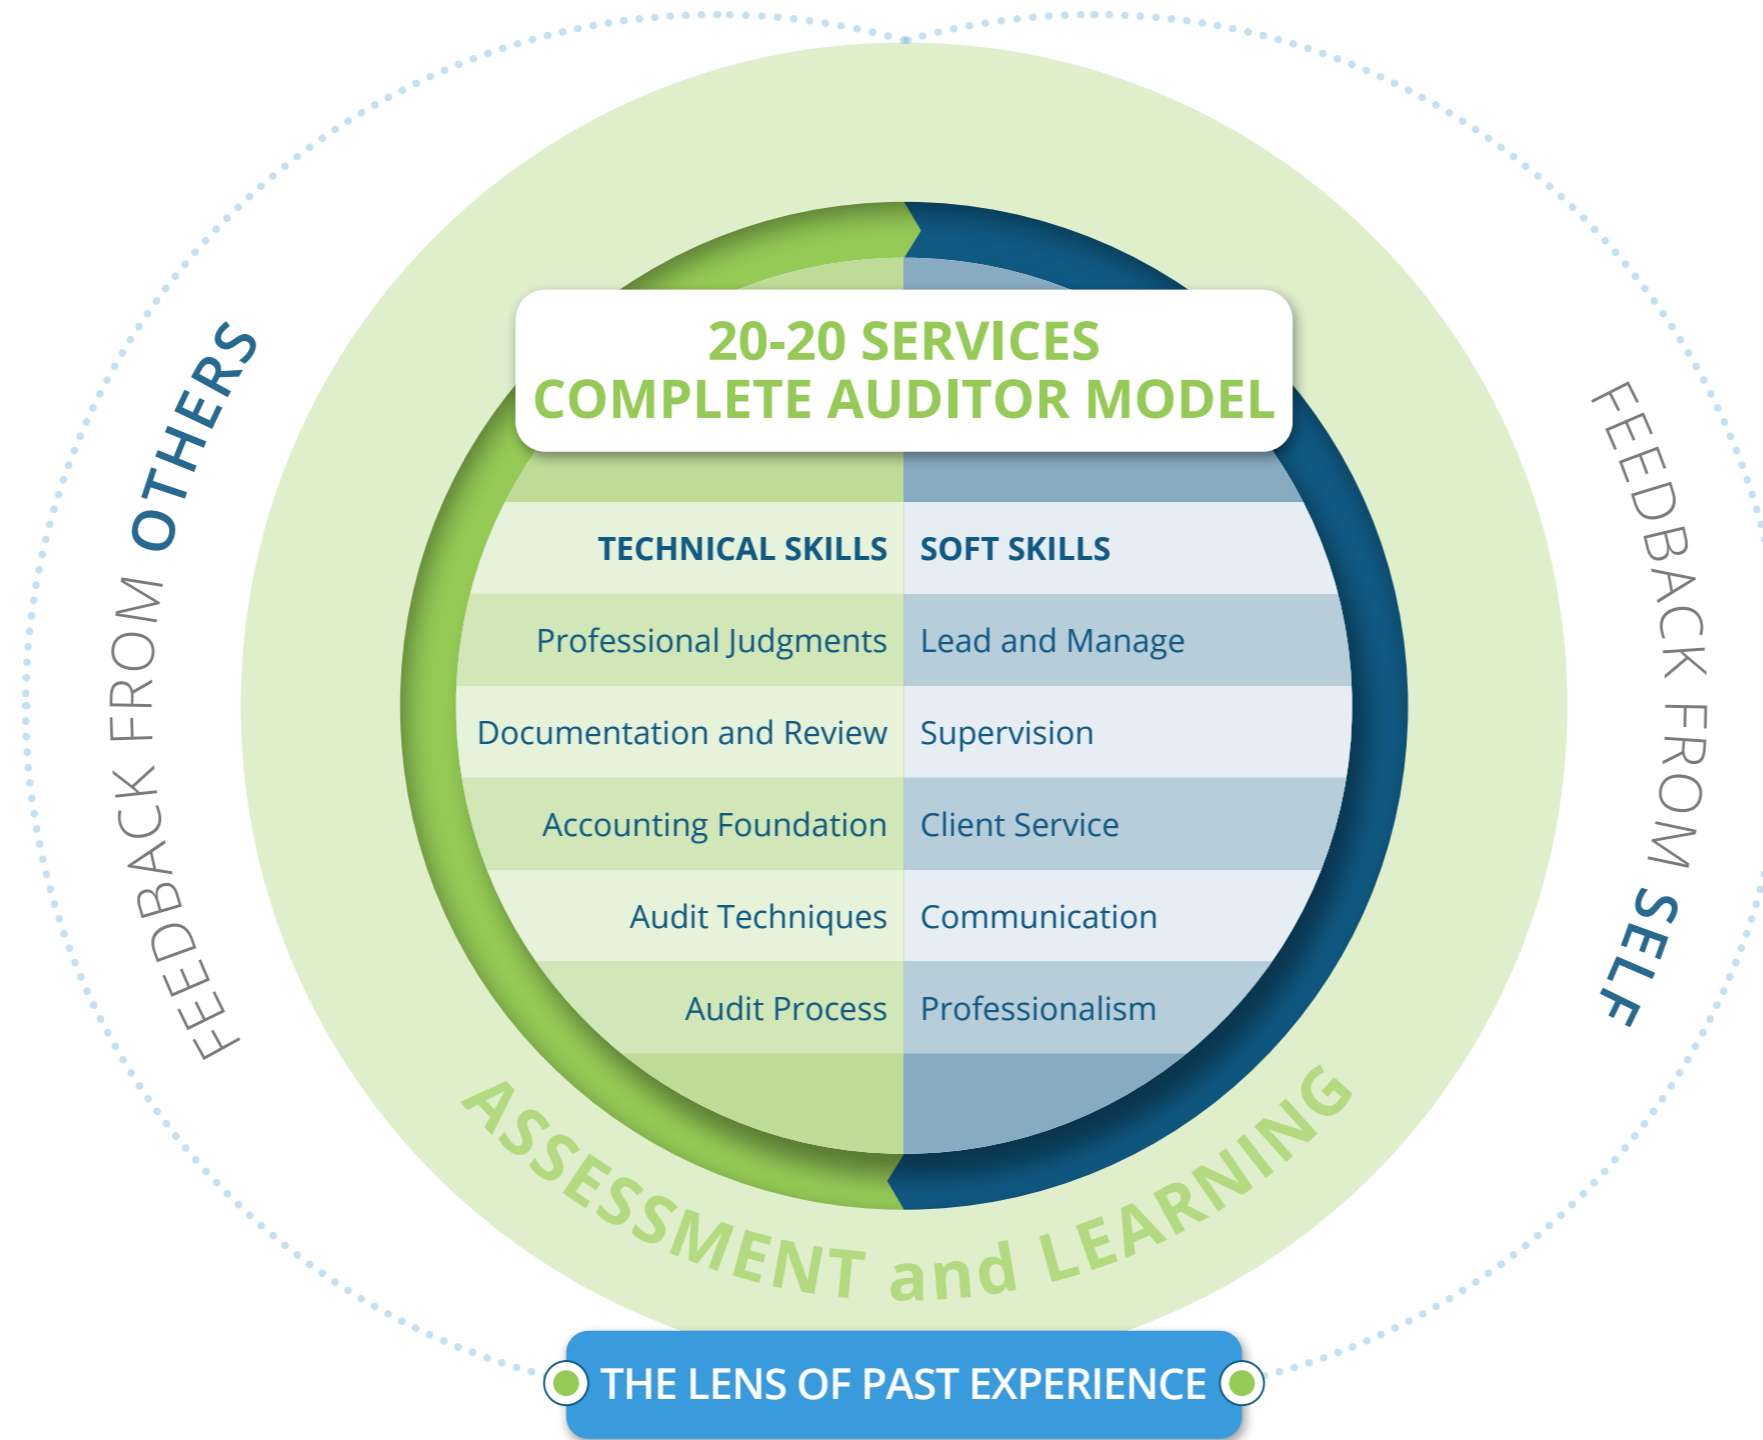 20-20 SERVICES
COMPLETE AUDITOR MODEL
TECHNICAL SKILLS
SOFT SKILLS
Professional Judgments
Lead and Manage
Documentation and Review
Supervision
Accounting Foundation
Client Service
Audit Techniques
Communication
Audit Process
Professionalism
FEEDBACK FROM OTHERS
FEEDBACK FROM SELF
ASSESSMENT and LEARNING
THE LENS OF PAST EXPERIENCE